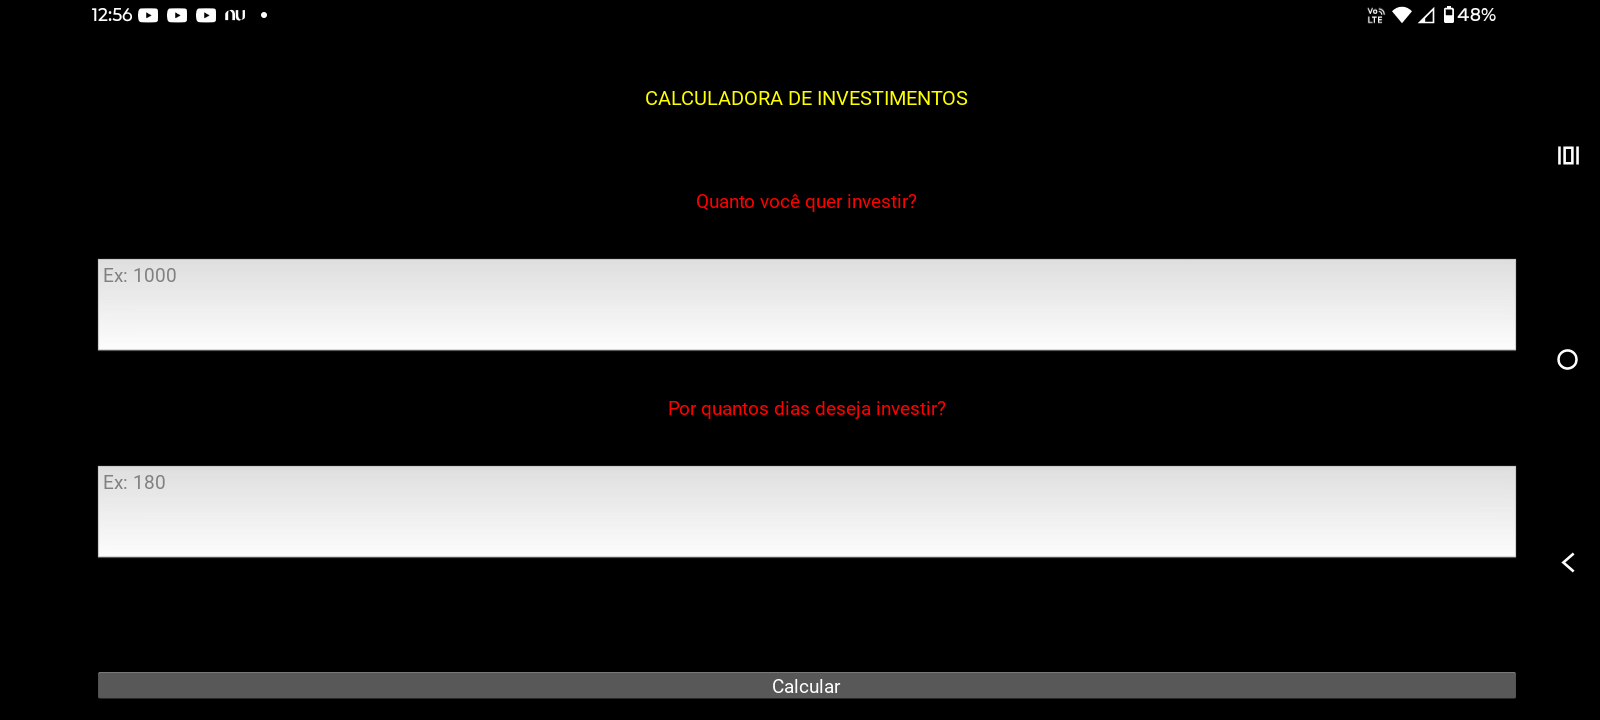 12:56 nu Vo LTE 48%
CALCULADORA DE INVESTIMENTOS
Quanto você quer investir?
Ex: 1000
Por quantos dias deseja investir?
Ex: 180
Calcular